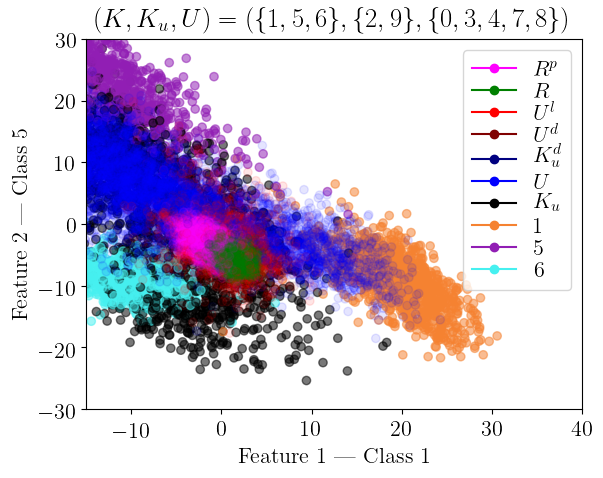 (K, K_u, U) = ({1, 5, 6}, {2, 9}, {0, 3, 4, 7, 8})
30
20
10
0
−10
−20
−30
Feature 2 — Class 5
R^p
R
U^l
U^d
K_u^d
U
K_u
1
5
6
−10
0
10
20
30
40
Feature 1 — Class 1